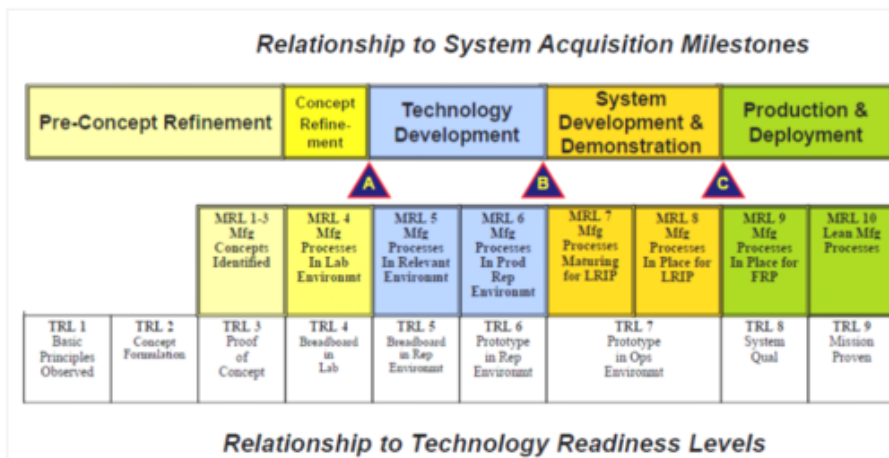 Relationship to System Acquisition Milestones
Pre-Concept Refinement
Concept
Refine-
ment
Technology
Development
System
Development &
Demonstration
Production &
Deployment
A
B
C
MRL 1-3
Mfg
Concepts
Identified
MRL 4
Mfg
Processes
In Lab
Environmt
MRL 5
Mfg
Processes
In Relevant
Environmt
MRL 6
Mfg
Processes
In Prod
Rep
Environmt
MRL 7
Mfg
Processes
Maturing
for LRIP
MRL 8
Mfg
Processes
In Place for
LRIP
MRL 9
Mfg
Processes
In Place for
FRP
MRL 10
Lean Mfg
Processes
TRL 1
Basic
Principles
Observed
TRL 2
Concept
Formulation
TRL 3
Proof
of
Concept
TRL 4
Breadboard
in
Lab
TRL 5
Breadboard
in Rep
Environmt
TRL 6
Prototype
in Rep
Environmt
TRL 7
Prototype
in Ops
Environmt
TRL 8
System
Qual
TRL 9
Mission
Proven
Relationship to Technology Readiness Levels